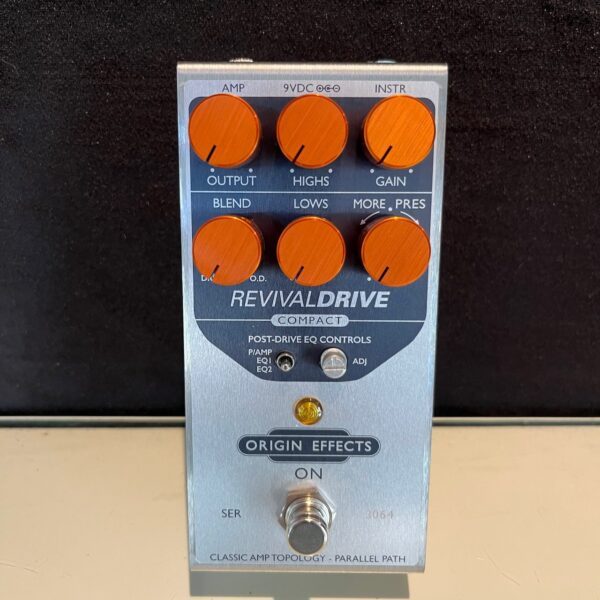 AMP 9VDC INSTR
OUTPUT HIGHS GAIN
BLEND LOWS MORE PRES
O.D.
REVIVALDRIVE
COMPACT
POST-DRIVE EQ CONTROLS
P/AMP
EQ1 ADJ
EQ2
ORIGIN EFFECTS
ON
SER 3064
CLASSIC AMP TOPOLOGY - PARALLEL PATH